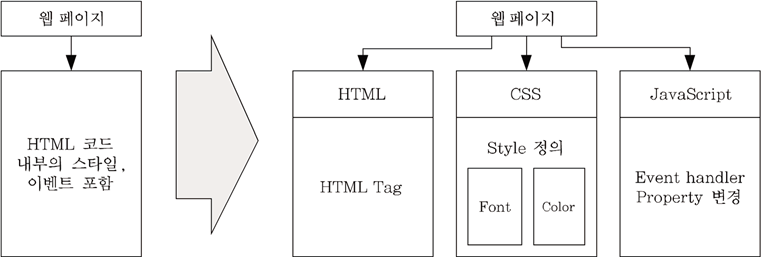 웹 페이지
HTML 코드
내부의 스타일,
이벤트 포함
웹 페이지
HTML
HTML Tag
CSS
Style 정의
Font
Color
JavaScript
Event handler
Property 변경